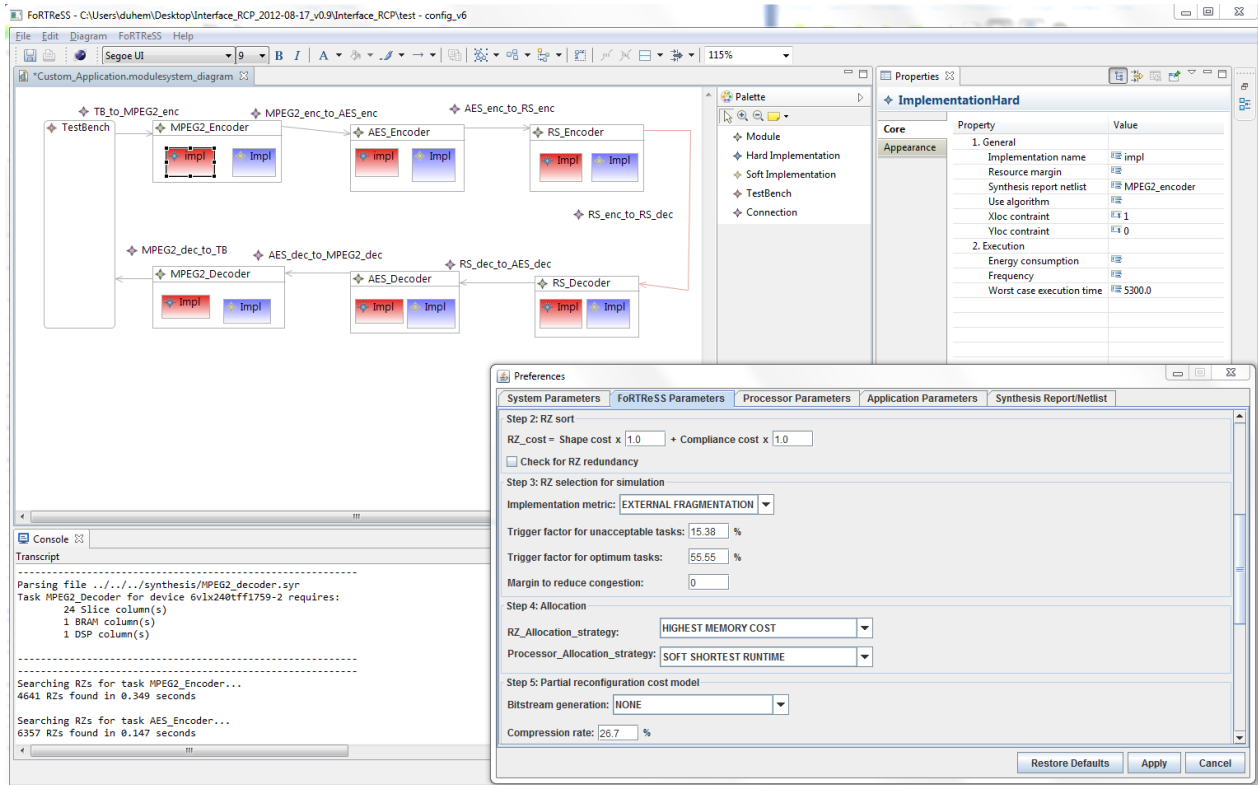 FoRTReSS - C:\Users\duhem\Desktop\Interface_RCP_2012-08-17_v0.9\Interface_RCP\test - config_v6
File Edit Diagram FoRTReSS Help
Segoe UI 9 B I A 115%
*Custom_Application.modulesystem_diagram
TB_to_MPEG2_enc
MPEG2_enc_to_AES_enc
AES_enc_to_RS_enc
TestBench
MPEG2_Encoder
impl Impl
AES_Encoder
impl Impl
RS_Encoder
Impl Impl
RS_enc_to_RS_dec
MPEG2_dec_to_TB
AES_dec_to_MPEG2_dec
RS_dec_to_AES_dec
MPEG2_Decoder
Impl Impl
AES_Decoder
Impl Impl
RS_Decoder
Impl Impl
Palette
Module
Hard Implementation
Soft Implementation
TestBench
Connection
Properties
ImplementationHard
Core
Appearance
Property Value
1. General
Implementation name impl
Resource margin
Synthesis report netlist MPEG2_encoder
Use algorithm
Xloc contraint 1
Yloc contraint 0
2. Execution
Energy consumption
Frequency
Worst case execution time 5300.0
Console
Transcript
Parsing file ../../../synthesis/MPEG2_decoder.syr
Task MPEG2_Decoder for device 6vlx240tff1759-2 requires:
24 Slice column(s)
1 BRAM column(s)
1 DSP column(s)
Searching RZs for task MPEG2_Encoder...
4641 RZs found in 0.349 seconds
Searching RZs for task AES_Encoder...
6357 RZs found in 0.147 seconds
Preferences
System Parameters FoRTReSS Parameters Processor Parameters Application Parameters Synthesis Report/Netlist
Step 2: RZ sort
RZ_cost = Shape cost x 1.0 + Compliance cost x 1.0
Check for RZ redundancy
Step 3: RZ selection for simulation
Implementation metric: EXTERNAL FRAGMENTATION
Trigger factor for unacceptable tasks: 15.38 %
Trigger factor for optimum tasks: 55.55 %
Margin to reduce congestion: 0
Step 4: Allocation
RZ_Allocation_strategy: HIGHEST MEMORY COST
Processor_Allocation_strategy: SOFT SHORTEST RUNTIME
Step 5: Partial reconfiguration cost model
Bitstream generation: NONE
Compression rate: 26.7 %
Restore Defaults Apply Cancel